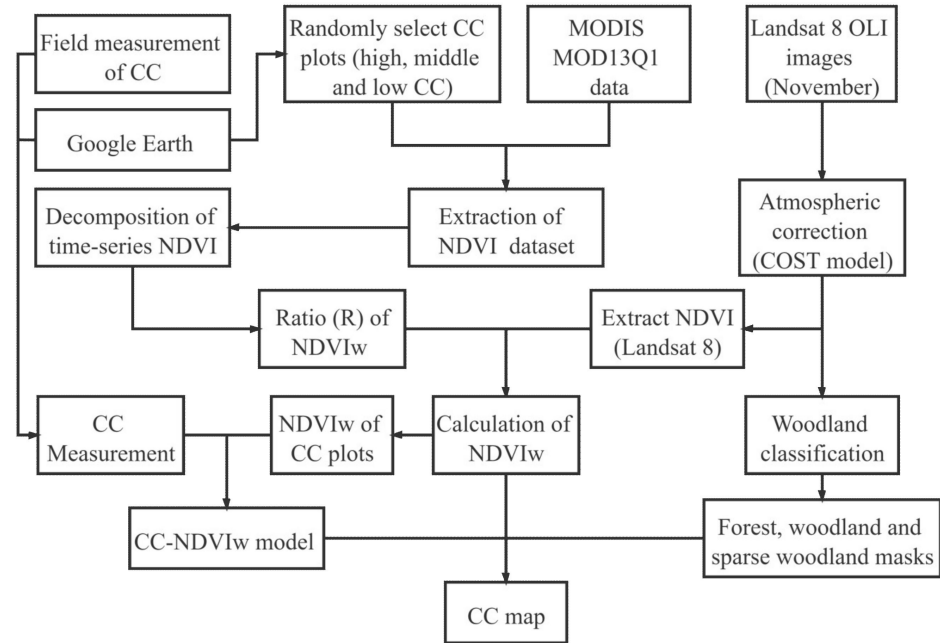 Field measurement
of CC
Randomly select CC
plots (high, middle
and low CC)
MODIS
MOD13Q1
data
Landsat 8 OLI
images
(November)
Google Earth
Decomposition of
time-series NDVI
Extraction of
NDVI dataset
Atmospheric
correction
(COST model)
Ratio (R) of
NDVIw
Extract NDVI
(Landsat 8)
CC
Measurement
NDVIw of
CC plots
Calculation of
NDVIw
Woodland
classification
CC-NDVIw model
Forest, woodland and
sparse woodland masks
CC map